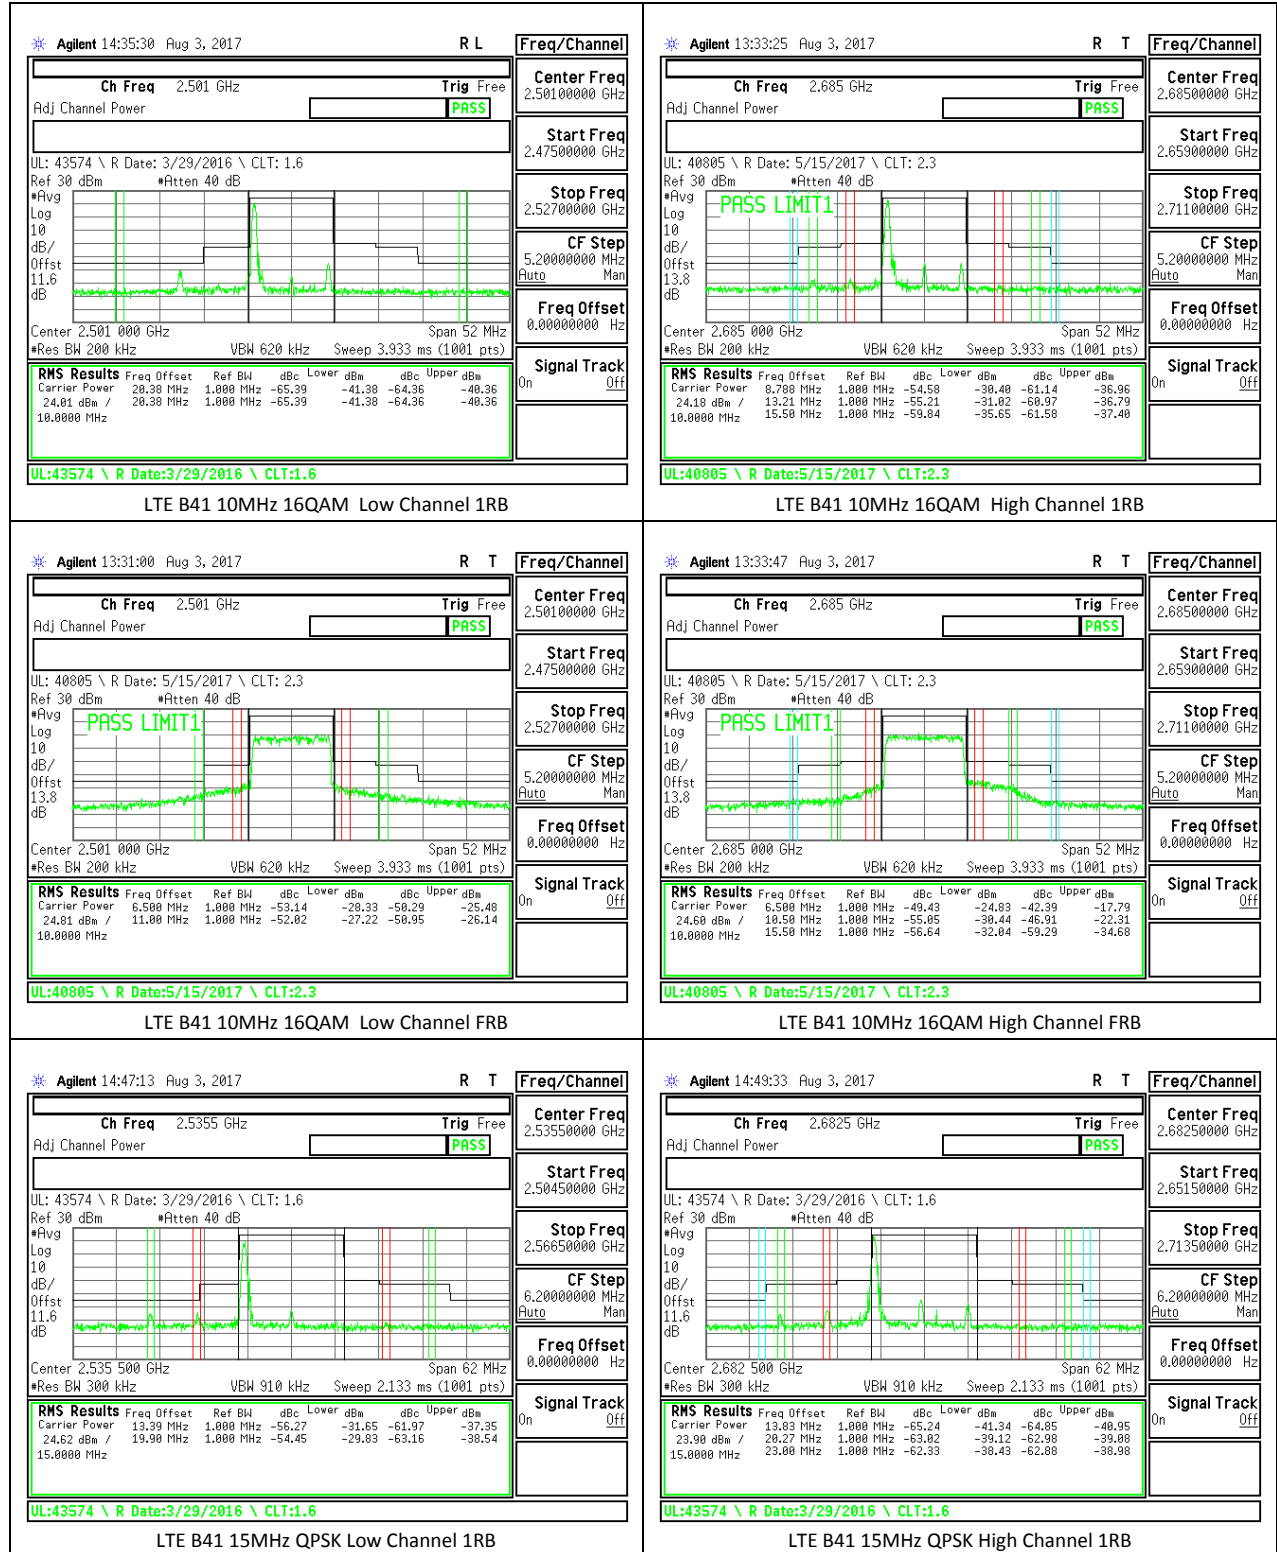 Agilent 14:35:30 Aug 3, 2017 R L Freq/Channel
Ch Freq 2.501 GHz Trig Free
Adj Channel Power PASS
Center Freq
2.50100000 GHz
Start Freq
2.47500000 GHz
Stop Freq
2.52700000 GHz
CF Step
5.20000000 MHz
Auto Man
Freq Offset
0.00000000 Hz
Signal Track
On Off
UL: 43574 \ R Date: 3/29/2016 \ CLT: 1.6
Ref 30 dBm #Atten 40 dB
#Avg
Log
10
dB/
Offst
11.6
dB
Center 2.501 000 GHz Span 52 MHz
#Res BW 200 kHz VBW 620 kHz Sweep 3.933 ms (1001 pts)
RMS Results Freq Offset Ref BW dBc Lower dBm dBc Upper dBm
Carrier Power 20.38 MHz 1.000 MHz -65.39 -41.38 -64.36 -40.36
24.01 dBm / 20.38 MHz 1.000 MHz -65.39 -41.38 -64.36 -40.36
10.0000 MHz
UL:43574 \ R Date:3/29/2016 \ CLT:1.6
LTE B41 10MHz 16QAM Low Channel 1RB
Agilent 13:33:25 Aug 3, 2017 R T Freq/Channel
Ch Freq 2.685 GHz Trig Free
Adj Channel Power PASS
Center Freq
2.68500000 GHz
Start Freq
2.65900000 GHz
Stop Freq
2.71100000 GHz
CF Step
5.20000000 MHz
Auto Man
Freq Offset
0.00000000 Hz
Signal Track
On Off
UL: 40805 \ R Date: 5/15/2017 \ CLT: 2.3
Ref 30 dBm #Atten 40 dB
#Avg
Log
10
dB/
Offst
13.8
dB
PASS LIMIT1
Center 2.685 000 GHz Span 52 MHz
#Res BW 200 kHz VBW 620 kHz Sweep 3.933 ms (1001 pts)
RMS Results Freq Offset Ref BW dBc Lower dBm dBc Upper dBm
Carrier Power 8.788 MHz 1.000 MHz -54.58 -30.40 -61.14 -36.96
24.18 dBm / 13.21 MHz 1.000 MHz -55.21 -31.02 -60.97 -36.79
10.0000 MHz 15.50 MHz 1.000 MHz -59.84 -35.65 -61.58 -37.40
UL:40805 \ R Date:5/15/2017 \ CLT:2.3
LTE B41 10MHz 16QAM High Channel 1RB
Agilent 13:31:00 Aug 3, 2017 R T Freq/Channel
Ch Freq 2.501 GHz Trig Free
Adj Channel Power PASS
Center Freq
2.50100000 GHz
Start Freq
2.47500000 GHz
Stop Freq
2.52700000 GHz
CF Step
5.20000000 MHz
Auto Man
Freq Offset
0.00000000 Hz
Signal Track
On Off
UL: 40805 \ R Date: 5/15/2017 \ CLT: 2.3
Ref 30 dBm #Atten 40 dB
#Avg
Log
10
dB/
Offst
13.8
dB
PASS LIMIT1
Center 2.501 000 GHz Span 52 MHz
#Res BW 200 kHz VBW 620 kHz Sweep 3.933 ms (1001 pts)
RMS Results Freq Offset Ref BW dBc Lower dBm dBc Upper dBm
Carrier Power 6.500 MHz 1.000 MHz -53.14 -28.33 -50.29 -25.48
24.81 dBm / 11.00 MHz 1.000 MHz -52.02 -27.22 -50.95 -26.14
10.0000 MHz
UL:40805 \ R Date:5/15/2017 \ CLT:2.3
LTE B41 10MHz 16QAM Low Channel FRB
Agilent 13:33:47 Aug 3, 2017 R T Freq/Channel
Ch Freq 2.685 GHz Trig Free
Adj Channel Power PASS
Center Freq
2.68500000 GHz
Start Freq
2.65900000 GHz
Stop Freq
2.71100000 GHz
CF Step
5.20000000 MHz
Auto Man
Freq Offset
0.00000000 Hz
Signal Track
On Off
UL: 40805 \ R Date: 5/15/2017 \ CLT: 2.3
Ref 30 dBm #Atten 40 dB
#Avg
Log
10
dB/
Offst
13.8
dB
PASS LIMIT1
Center 2.685 000 GHz Span 52 MHz
#Res BW 200 kHz VBW 620 kHz Sweep 3.933 ms (1001 pts)
RMS Results Freq Offset Ref BW dBc Lower dBm dBc Upper dBm
Carrier Power 6.500 MHz 1.000 MHz -49.43 -24.83 -42.39 -17.79
24.60 dBm / 10.50 MHz 1.000 MHz -55.05 -30.44 -46.91 -22.31
10.0000 MHz 15.50 MHz 1.000 MHz -56.64 -32.04 -59.29 -34.68
UL:40805 \ R Date:5/15/2017 \ CLT:2.3
LTE B41 10MHz 16QAM High Channel FRB
Agilent 14:47:13 Aug 3, 2017 R T Freq/Channel
Ch Freq 2.5355 GHz Trig Free
Adj Channel Power PASS
Center Freq
2.53550000 GHz
Start Freq
2.50450000 GHz
Stop Freq
2.56650000 GHz
CF Step
6.20000000 MHz
Auto Man
Freq Offset
0.00000000 Hz
Signal Track
On Off
UL: 43574 \ R Date: 3/29/2016 \ CLT: 1.6
Ref 30 dBm #Atten 40 dB
#Avg
Log
10
dB/
Offst
11.6
dB
Center 2.535 500 GHz Span 62 MHz
#Res BW 300 kHz VBW 910 kHz Sweep 2.133 ms (1001 pts)
RMS Results Freq Offset Ref BW dBc Lower dBm dBc Upper dBm
Carrier Power 13.39 MHz 1.000 MHz -56.27 -31.65 -61.97 -37.35
24.62 dBm / 19.90 MHz 1.000 MHz -54.45 -29.83 -63.16 -38.54
15.0000 MHz
UL:43574 \ R Date:3/29/2016 \ CLT:1.6
LTE B41 15MHz QPSK Low Channel 1RB
Agilent 14:49:33 Aug 3, 2017 R T Freq/Channel
Ch Freq 2.6825 GHz Trig Free
Adj Channel Power PASS
Center Freq
2.68250000 GHz
Start Freq
2.65150000 GHz
Stop Freq
2.71350000 GHz
CF Step
6.20000000 MHz
Auto Man
Freq Offset
0.00000000 Hz
Signal Track
On Off
UL: 43574 \ R Date: 3/29/2016 \ CLT: 1.6
Ref 30 dBm #Atten 40 dB
#Avg
Log
10
dB/
Offst
11.6
dB
Center 2.682 500 GHz Span 62 MHz
#Res BW 300 kHz VBW 910 kHz Sweep 2.133 ms (1001 pts)
RMS Results Freq Offset Ref BW dBc Lower dBm dBc Upper dBm
Carrier Power 13.83 MHz 1.000 MHz -65.24 -41.34 -64.85 -40.95
23.90 dBm / 20.27 MHz 1.000 MHz -63.02 -39.12 -62.98 -39.08
15.0000 MHz 23.00 MHz 1.000 MHz -62.33 -38.43 -62.88 -38.98
UL:43574 \ R Date:3/29/2016 \ CLT:1.6
LTE B41 15MHz QPSK High Channel 1RB